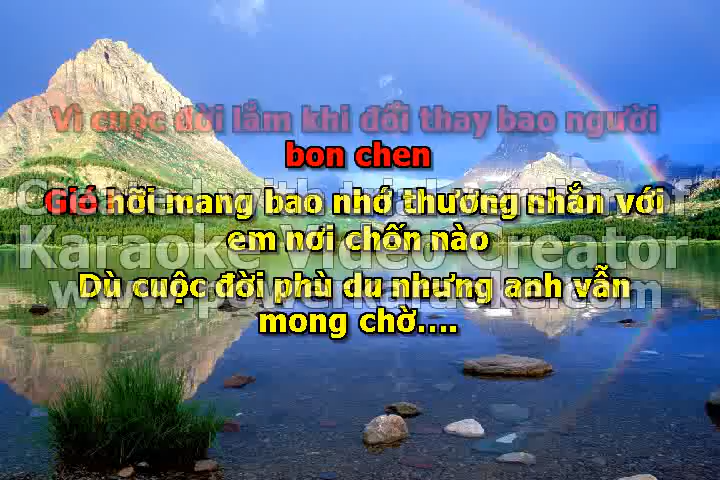 Vì cuộc đời lắm khi đổi thay bao người
bon chen
Gió hỡi mang bao nhớ thương nhắn với
em nơi chốn nào
Karaoke Video Creator
Dù cuộc đời phù du nhưng anh vẫn
mong chờ....